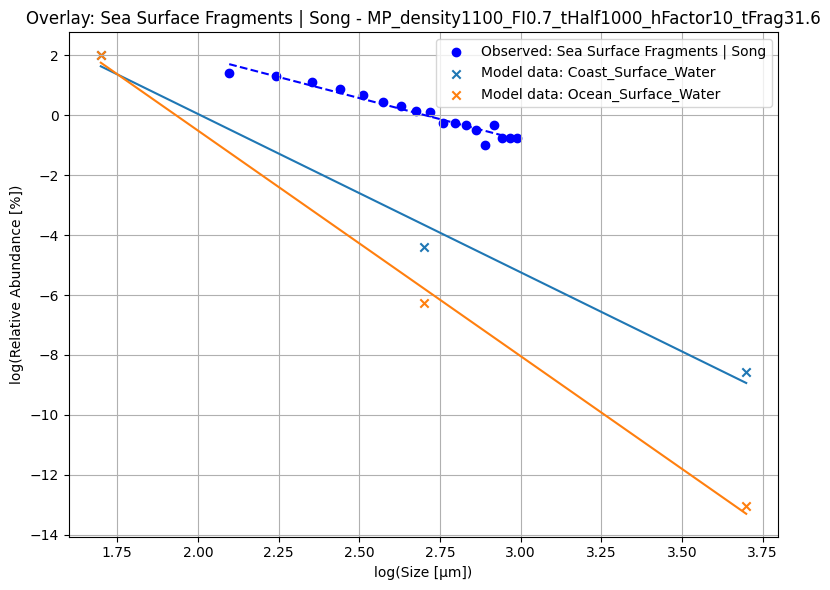 Overlay: Sea Surface Fragments | Song - MP_density1100_FI0.7_tHalf1000_hFactor10_tFrag31.6
Observed: Sea Surface Fragments | Song
Model data: Coast_Surface_Water
Model data: Ocean_Surface_Water
log(Relative Abundance [%])
2
0
−2
−4
−6
−8
−10
−12
−14
1.75 2.00 2.25 2.50 2.75 3.00 3.25 3.50 3.75
log(Size [μm])